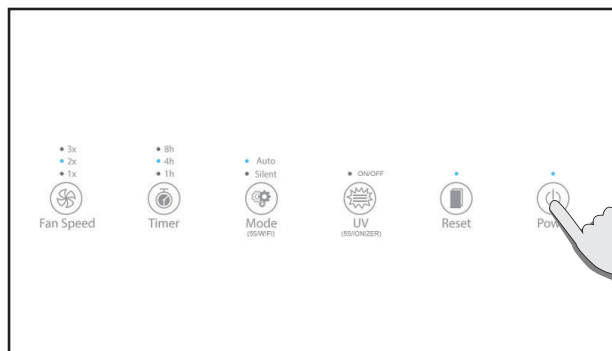 3x
2x
1x
Fan Speed
8h
4h
1h
Timer
Auto
Silent
Mode
(5S/WIFI)
ON/OFF
UV
(5S/IONIZER)
Reset
Pow